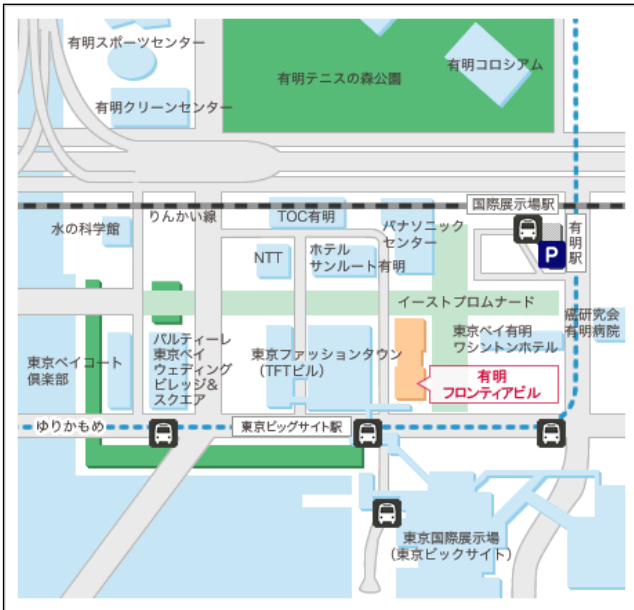 有明スポーツセンター
有明コロシアム
有明テニスの森公園
有明クリーンセンター
国際展示場駅
りんかい線
TOC有明
パナソニック
センター
水の科学館
有明駅
P
NTT
ホテル
サンルート有明
イーストプロムナード
癌研究会
有明病院
東京ベイ有明
ワシントンホテル
パルティーレ
東京ベイ
ウェディング
ビレッジ&
スクエア
東京ファッションタウン
(TFTビル)
東京ベイコート
倶楽部
有明
フロンティアビル
ゆりかもめ
東京ビッグサイト駅
東京国際展示場
(東京ビックサイト)